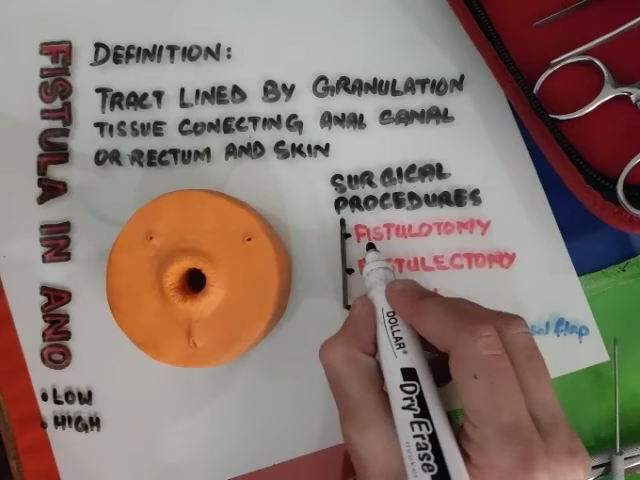 FISTULA IN ANO
DEFINITION:
TRACT LINED BY GRANULATION
TISSUE CONECTING ANAL CANAL
OR RECTUM AND SKIN
SURGICAL
PROCEDURES
FISTULOTOMY
flap
• LOW
• HIGH
DOLLAR
Dry Erase